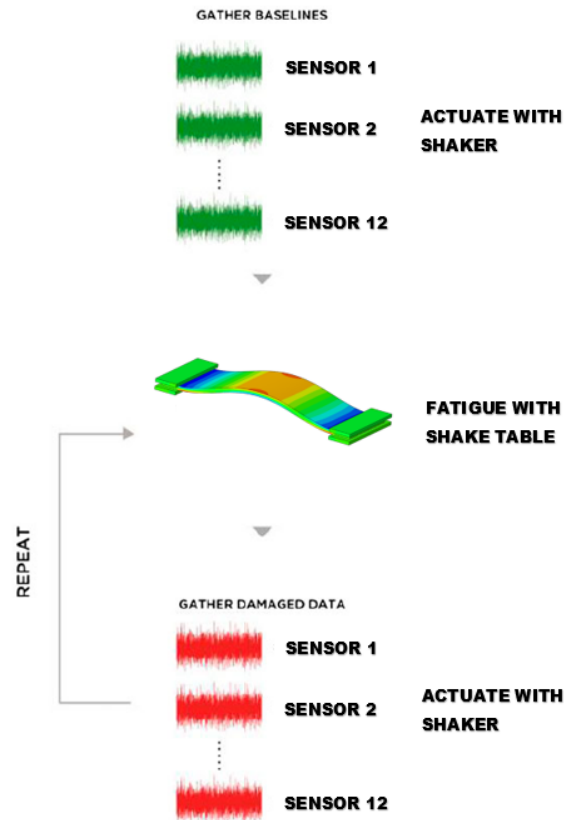 GATHER BASELINES
SENSOR 1
SENSOR 2
ACTUATE WITH
SHAKER
SENSOR 12
FATIGUE WITH
SHAKE TABLE
REPEAT
GATHER DAMAGED DATA
SENSOR 1
SENSOR 2
ACTUATE WITH
SHAKER
SENSOR 12